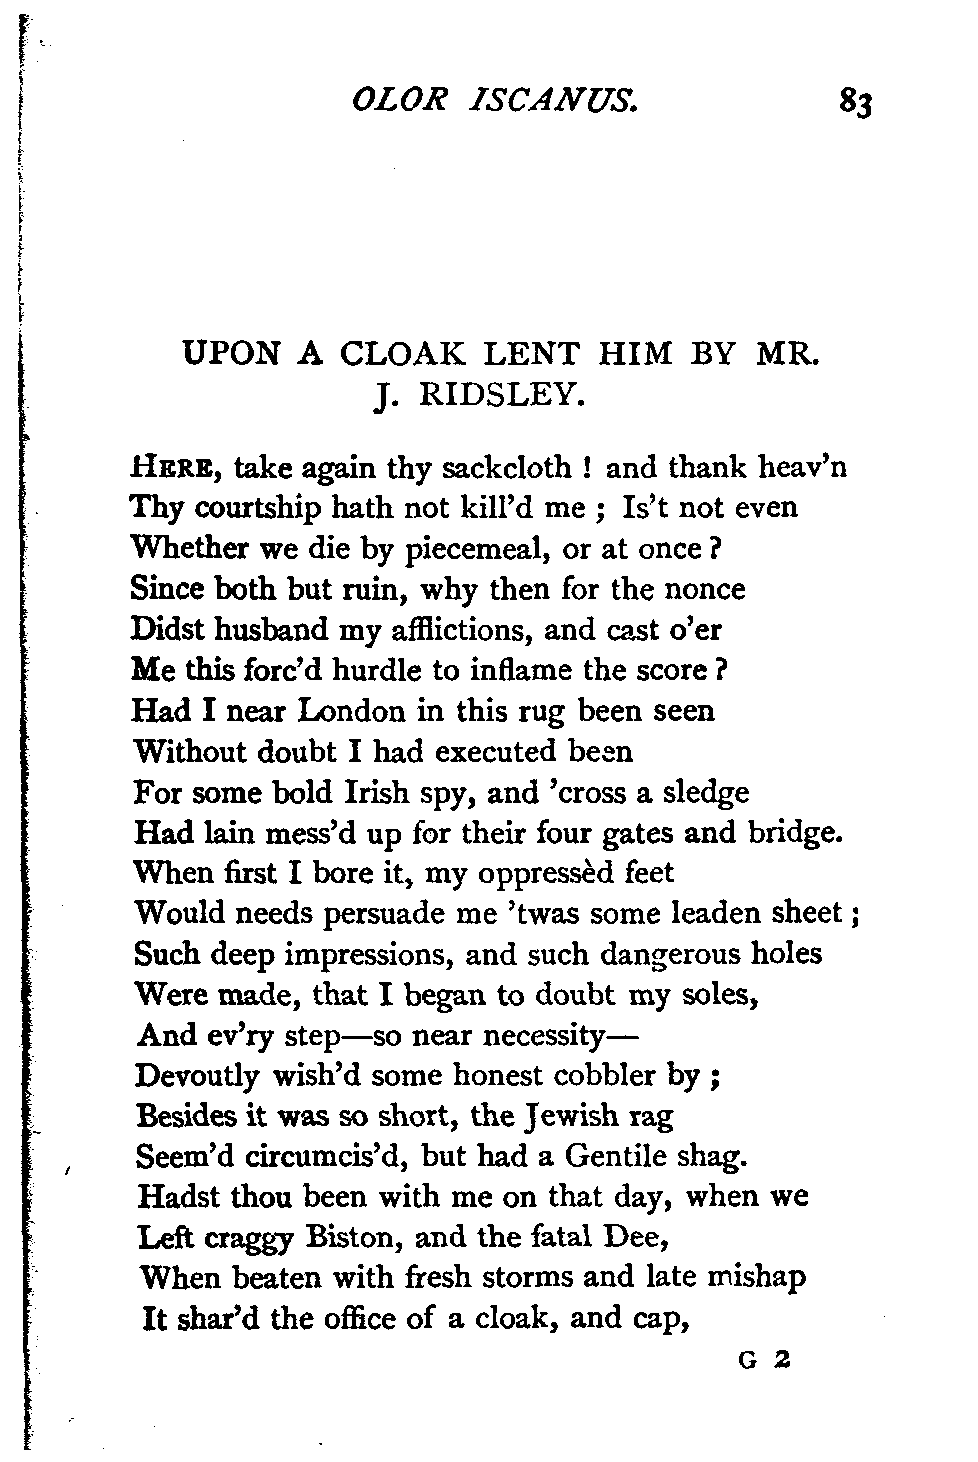 OLOR ISCANUS. 83
UPON A CLOAK LENT HIM BY MR.
J. RIDSLEY.
HERE, take again thy sackcloth ! and thank heav’n
Thy courtship hath not kill’d me ; Is’t not even
Whether we die by piecemeal, or at once ?
Since both but ruin, why then for the nonce
Didst husband my afflictions, and cast o’er
Me this forc’d hurdle to inflame the score ?
Had I near London in this rug been seen
Without doubt I had executed been
For some bold Irish spy, and ’cross a sledge
Had lain mess’d up for their four gates and bridge.
When first I bore it, my oppressèd feet
Would needs persuade me ’twas some leaden sheet ;
Such deep impressions, and such dangerous holes
Were made, that I began to doubt my soles,
And ev’ry step—so near necessity—
Devoutly wish’d some honest cobbler by ;
Besides it was so short, the Jewish rag
Seem’d circumcis’d, but had a Gentile shag.
Hadst thou been with me on that day, when we
Left craggy Biston, and the fatal Dee,
When beaten with fresh storms and late mishap
It shar’d the office of a cloak, and cap,
G 2